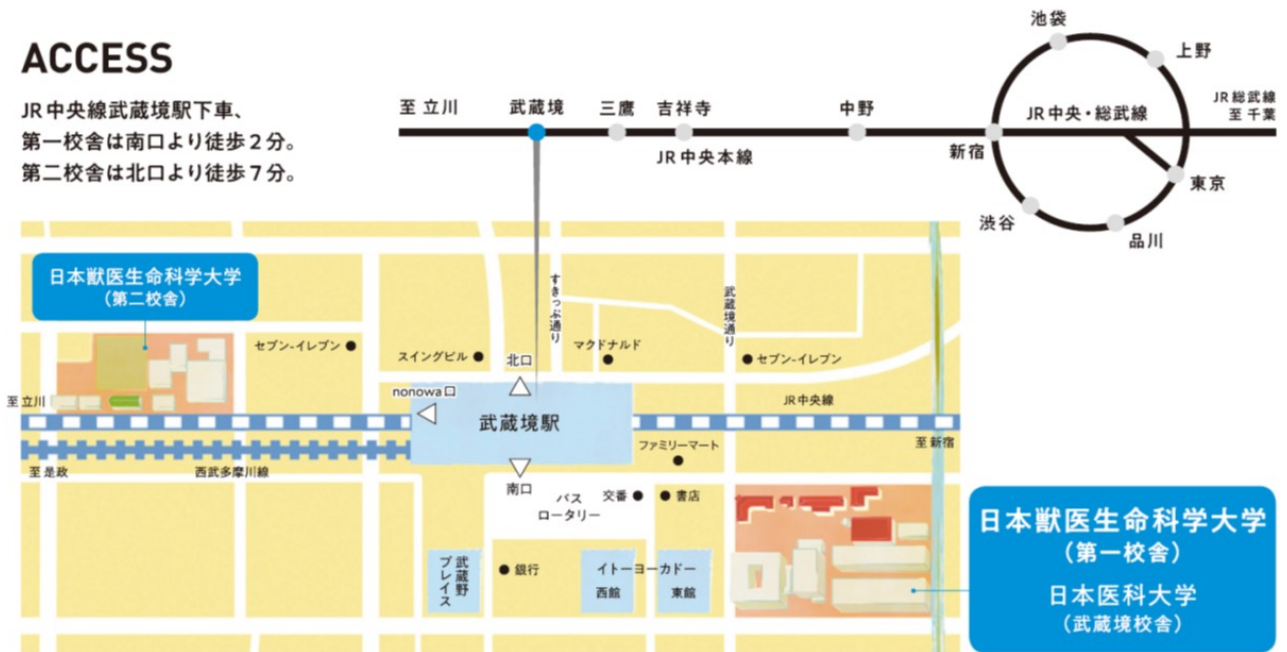 ACCESS
JR中央線武蔵境駅下車、
第一校舎は南口より徒歩2分。
第二校舎は北口より徒歩7分。
至 立川
武蔵境
三鷹
吉祥寺
中野
JR中央本線
新宿
池袋
上野
JR中央・総武線
JR総武線
至 千葉
東京
品川
渋谷
日本獣医生命科学大学
(第二校舎)
セブン-イレブン
スイングビル
北口
すきっぷ通り
マクドナルド
武蔵境通り
セブン-イレブン
nonowa口
至 立川
武蔵境駅
JR中央線
至 新宿
至 是政
西武多摩川線
ファミリーマート
南口
バス
ロータリー
交番
書店
武蔵野
プレイス
銀行
イトーヨーカドー
西館
東館
日本獣医生命科学大学
(第一校舎)
日本医科大学
(武蔵境校舎)